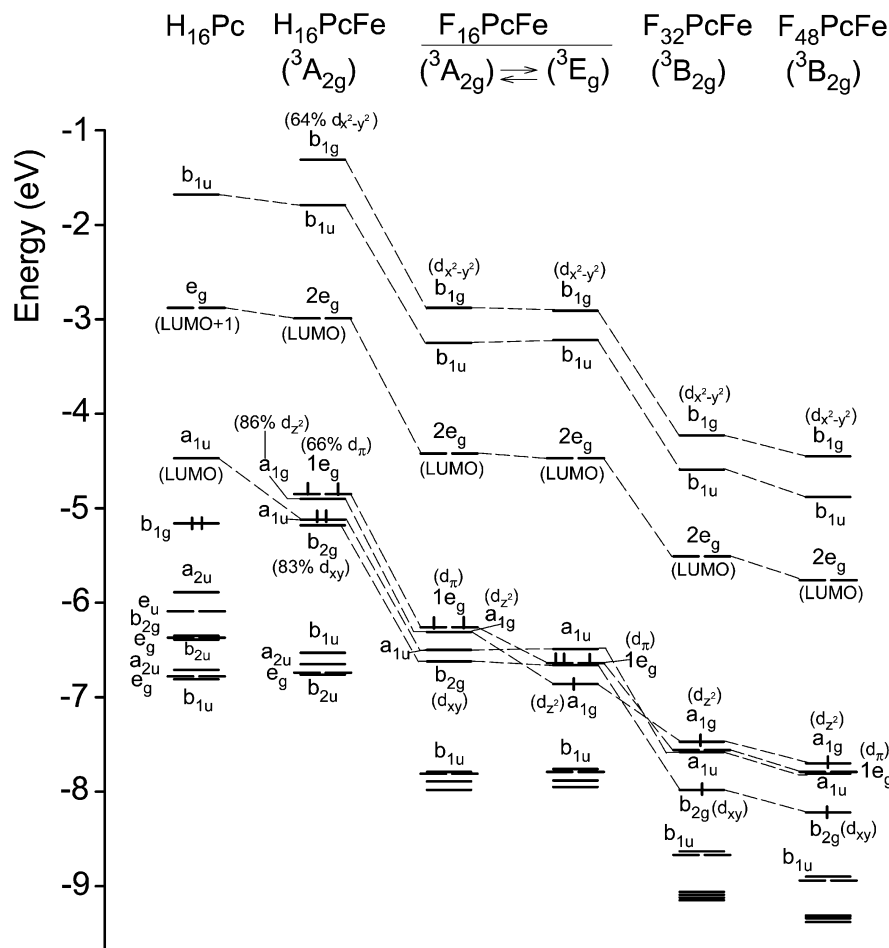 H₁₆Pc H₁₆PcFe F₁₆PcFe F₃₂PcFe F₄₈PcFe
(³A₂g) (³A₂g) ⇌ (³Eg) (³B₂g) (³B₂g)
Energy (eV)
-1
-2
-3
-4
-5
-6
-7
-8
-9
b₁u
eg
(LUMO+1)
a₁u
(LUMO)
b₁g
a₂u
eu
b₂g
eg
b₂u
a₂u
eg
b₁u
(64% dx²-y²)
b₁g
b₁u
2eg
(LUMO)
(86% dz²)
(66% dπ)
a₁g
1eg
a₁u
b₂g
(83% dxy)
b₁u
a₂u
eg
b₂u
(dx²-y²)
b₁g
b₁u
2eg
(LUMO)
(dπ)
1eg
(dz²)
a₁g
a₁u
b₂g
(dxy)
b₁u
(dx²-y²)
b₁g
b₁u
2eg
(LUMO)
a₁u
(dπ)
1eg
(dz²) a₁g
b₁u
(dx²-y²)
b₁g
b₁u
2eg
(LUMO)
(dz²)
a₁g
a₁u
b₂g(dxy)
b₁u
(dx²-y²)
b₁g
b₁u
2eg
(LUMO)
(dz²)
a₁g
(dπ)
1eg
a₁u
b₂g(dxy)
b₁u